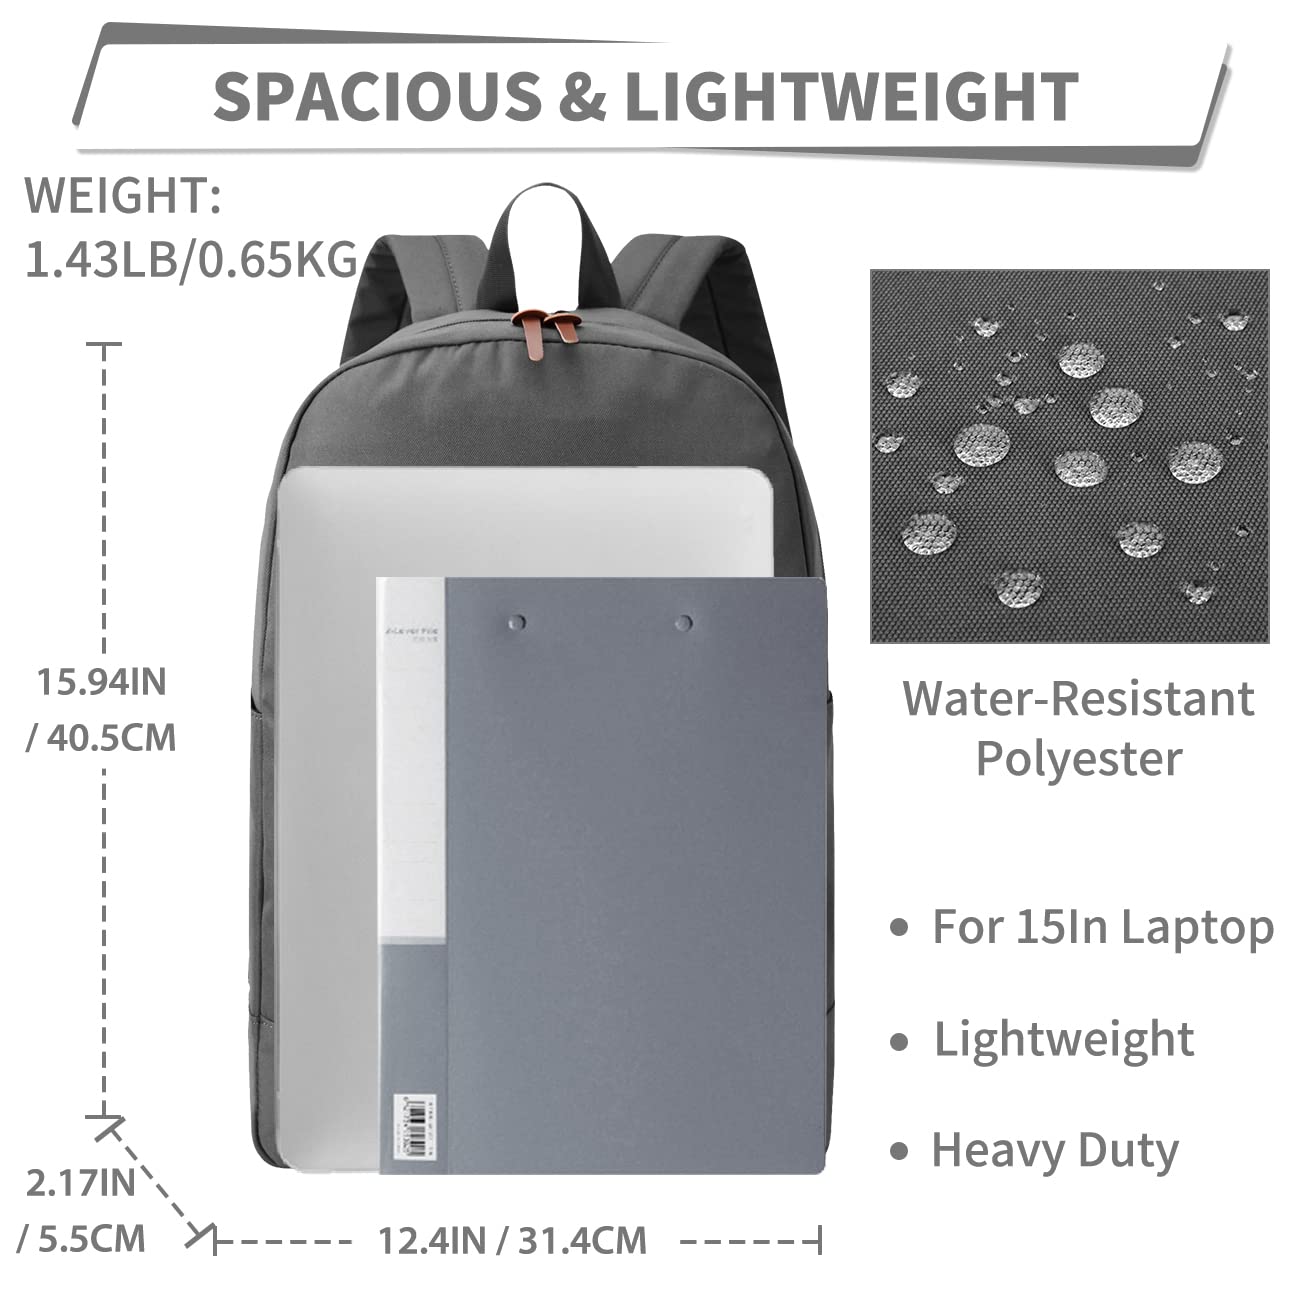 SPACIOUS & LIGHTWEIGHT
WEIGHT:
1.43LB/0.65KG
15.94IN
/ 40.5CM
2.17IN
/ 5.5CM
12.4IN / 31.4CM
Water-Resistant
Polyester
• For 15In Laptop
• Lightweight
• Heavy Duty